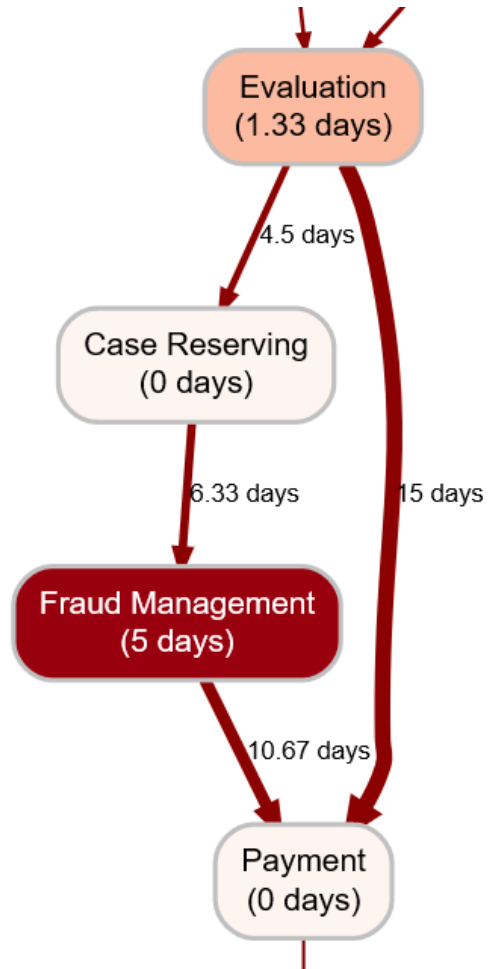 Evaluation
(1.33 days)
4.5 days
Case Reserving
(0 days)
6.33 days
15 days
Fraud Management
(5 days)
10.67 days
Payment
(0 days)